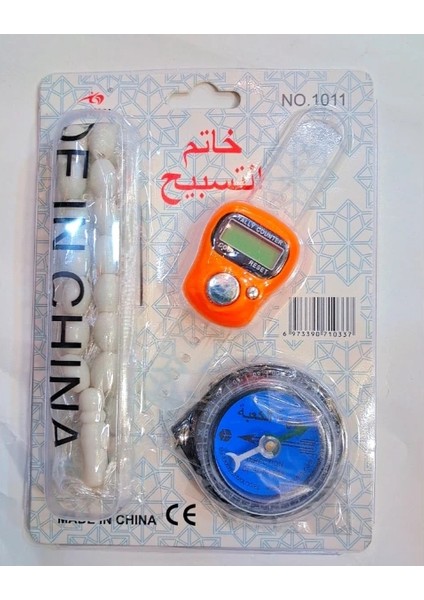 NO.1011
خاتم
التسبيح
TALLY COUNTER
RESET
6 973390 710337
DE IN CHINA
MADE IN CHINA CE